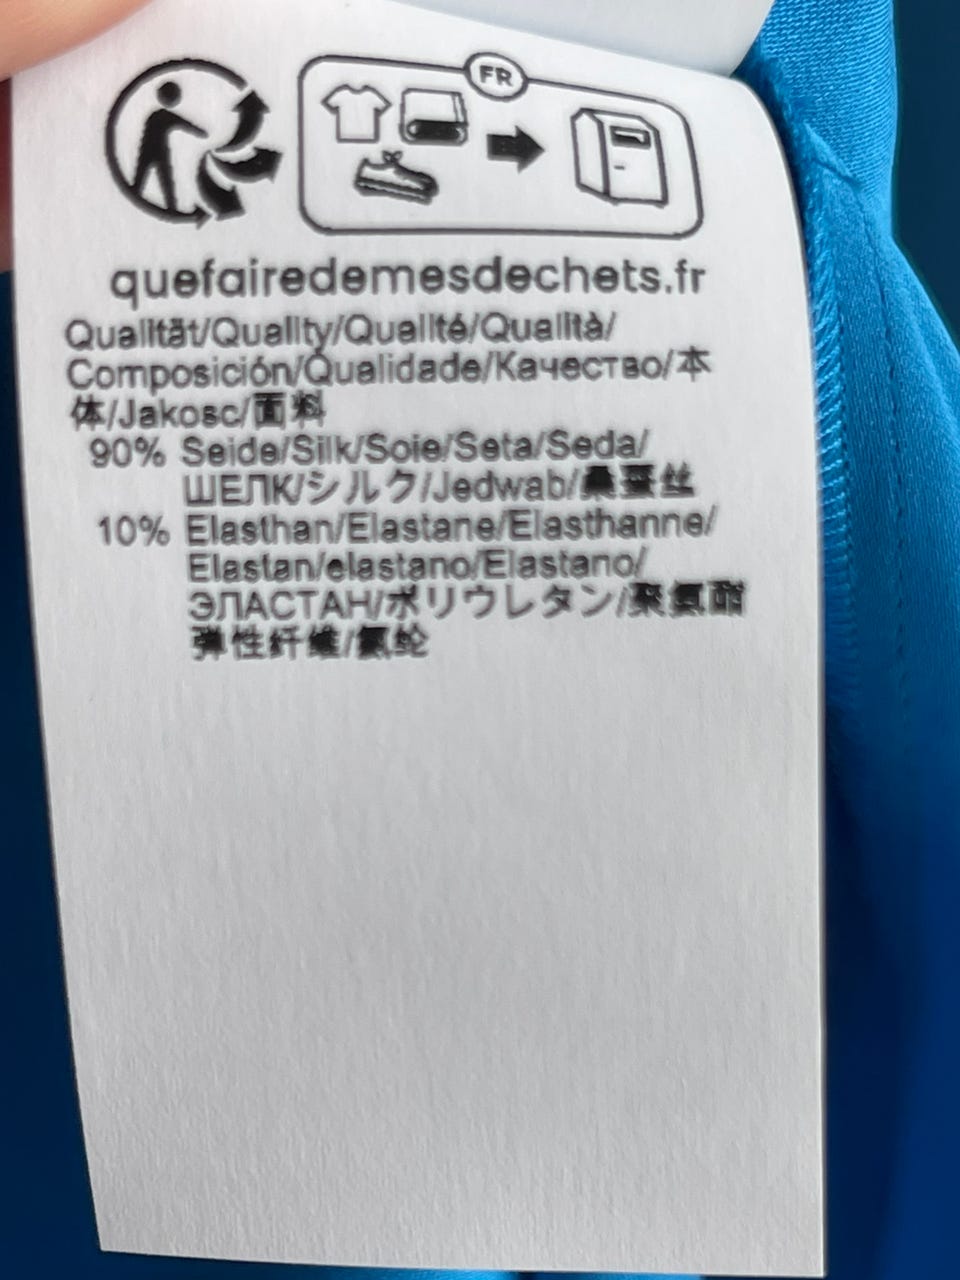 FR
quefairedemesdechets.fr
Qualität/Quality/Qualité/Qualità/
Composición/Qualidade/Качество/本
体/Jakosc/面料
90% Seide/Silk/Soie/Seta/Seda/
ШЕЛК/シルク/Jedwab/桑蚕丝
10% Elasthan/Elastane/Elasthanne/
Elastan/elastano/Elastano/
ЭЛАСТАН/ポリウレタン/聚氨酯
弹性纤维/氨纶